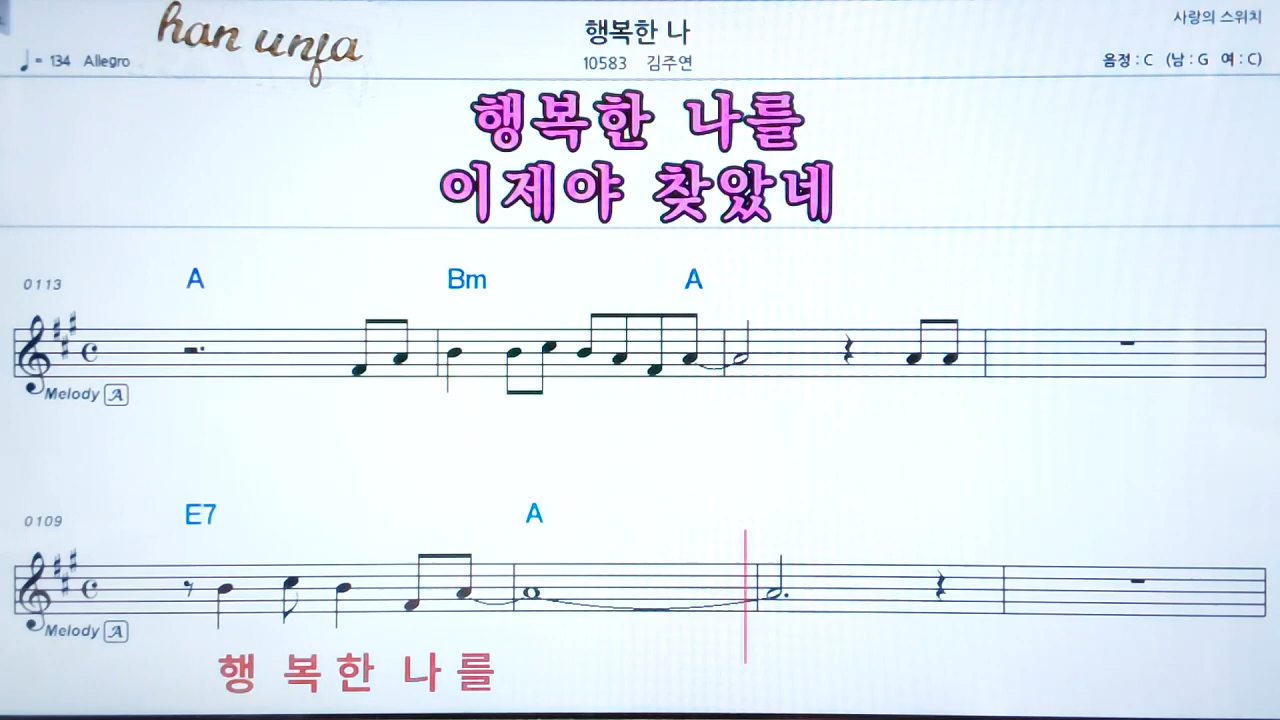 사랑의 스위치
han unfa
행복한 나
♩= 134 Allegro
10583 김주연
음정 : C (남 : G 여 : C)
행복한 나를
이제야 찾았네
0113
A Bm A
Melody A
0109
E7 A
Melody A
행 복 한 나 를